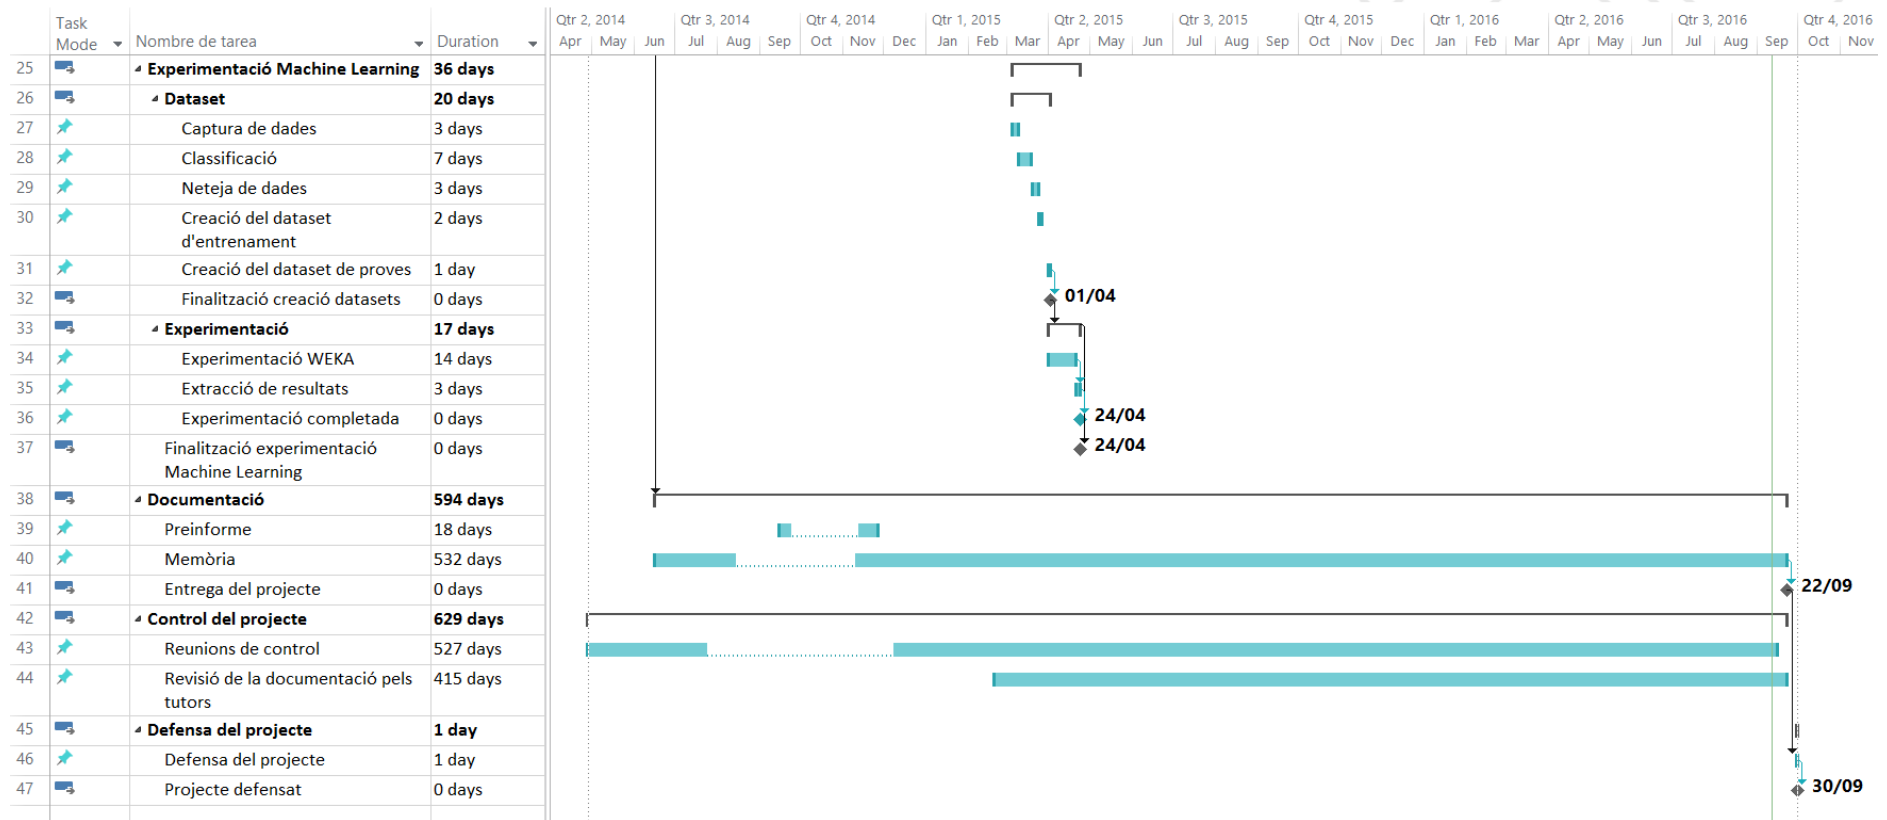 Task Mode Nombre de tarea Duration
Qtr 2, 2014 Qtr 3, 2014 Qtr 4, 2014 Qtr 1, 2015 Qtr 2, 2015 Qtr 3, 2015 Qtr 4, 2015 Qtr 1, 2016 Qtr 2, 2016 Qtr 3, 2016 Qtr 4, 2016
Apr May Jun Jul Aug Sep Oct Nov Dec Jan Feb Mar Apr May Jun Jul Aug Sep Oct Nov Dec Jan Feb Mar Apr May Jun Jul Aug Sep Oct Nov
25 Experimentació Machine Learning 36 days
26 Dataset 20 days
27 Captura de dades 3 days
28 Classificació 7 days
29 Neteja de dades 3 days
30 Creació del dataset 2 days
d'entrenament
31 Creació del dataset de proves 1 day
32 Finalització creació datasets 0 days 01/04
33 Experimentació 17 days
34 Experimentació WEKA 14 days
35 Extracció de resultats 3 days
36 Experimentació completada 0 days 24/04
37 Finalització experimentació 0 days 24/04
Machine Learning
38 Documentació 594 days
39 Preinforme 18 days
40 Memòria 532 days
41 Entrega del projecte 0 days 22/09
42 Control del projecte 629 days
43 Reunions de control 527 days
44 Revisió de la documentació pels 415 days
tutors
45 Defensa del projecte 1 day
46 Defensa del projecte 1 day
47 Projecte defensat 0 days 30/09